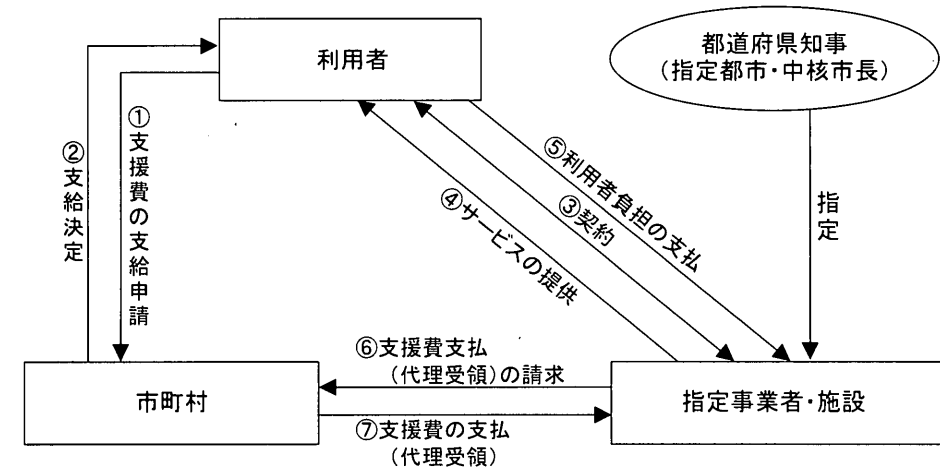 利用者
都道府県知事
(指定都市・中核市長)
①支援費の支給申請
②支給決定
⑤利用者負担の支払
③契約
④サービスの提供
指定
⑥支援費支払
(代理受領)の請求
市町村
指定事業者・施設
⑦支援費の支払
(代理受領)